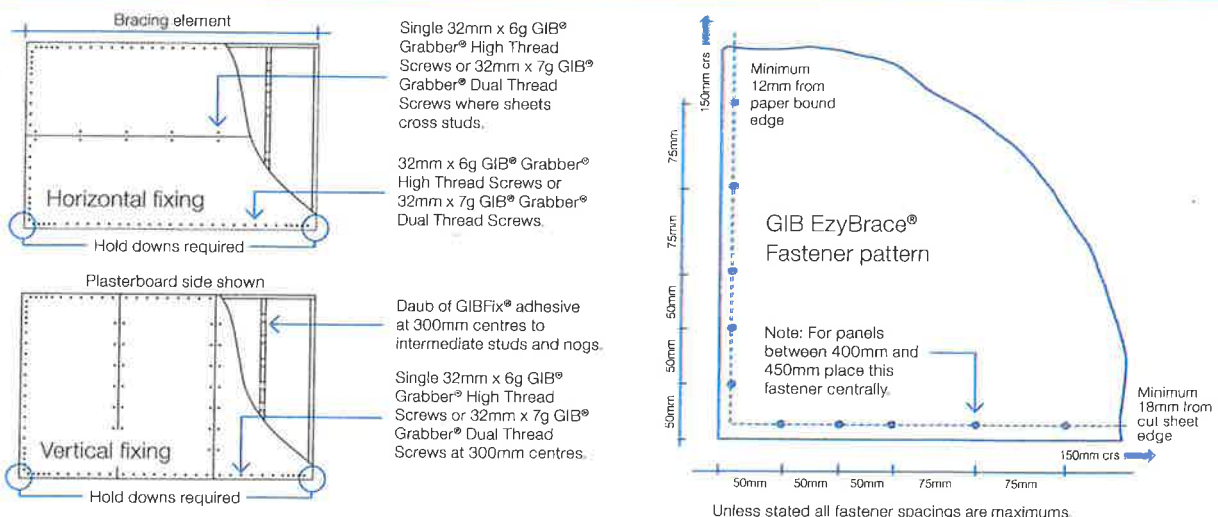 Bracing element
Horizontal fixing
Hold downs required
Single 32mm x 6g GIB®
Grabber® High Thread
Screws or 32mm x 7g GIB®
Grabber® Dual Thread
Screws where sheets
cross studs.
32mm x 6g GIB® Grabber®
High Thread Screws or
32mm x 7g GIB® Grabber®
Dual Thread Screws.
Plasterboard side shown
Vertical fixing
Hold downs required
Daub of GIBFix® adhesive
at 300mm centres to
intermediate studs and nogs.
Single 32mm x 6g GIB®
Grabber® High Thread
Screws or 32mm x 7g GIB®
Grabber® Dual Thread
Screws at 300mm centres.
150mm crs
75mm
75mm
50mm
50mm
50mm
Minimum
12mm from
paper bound
edge
GIB EzyBrace®
Fastener pattern
Note: For panels
between 400mm and
450mm place this
fastener centrally.
Minimum
18mm from
cut sheet
edge
150mm crs
50mm 50mm 50mm 75mm 75mm
Unless stated all fastener spacings are maximums.